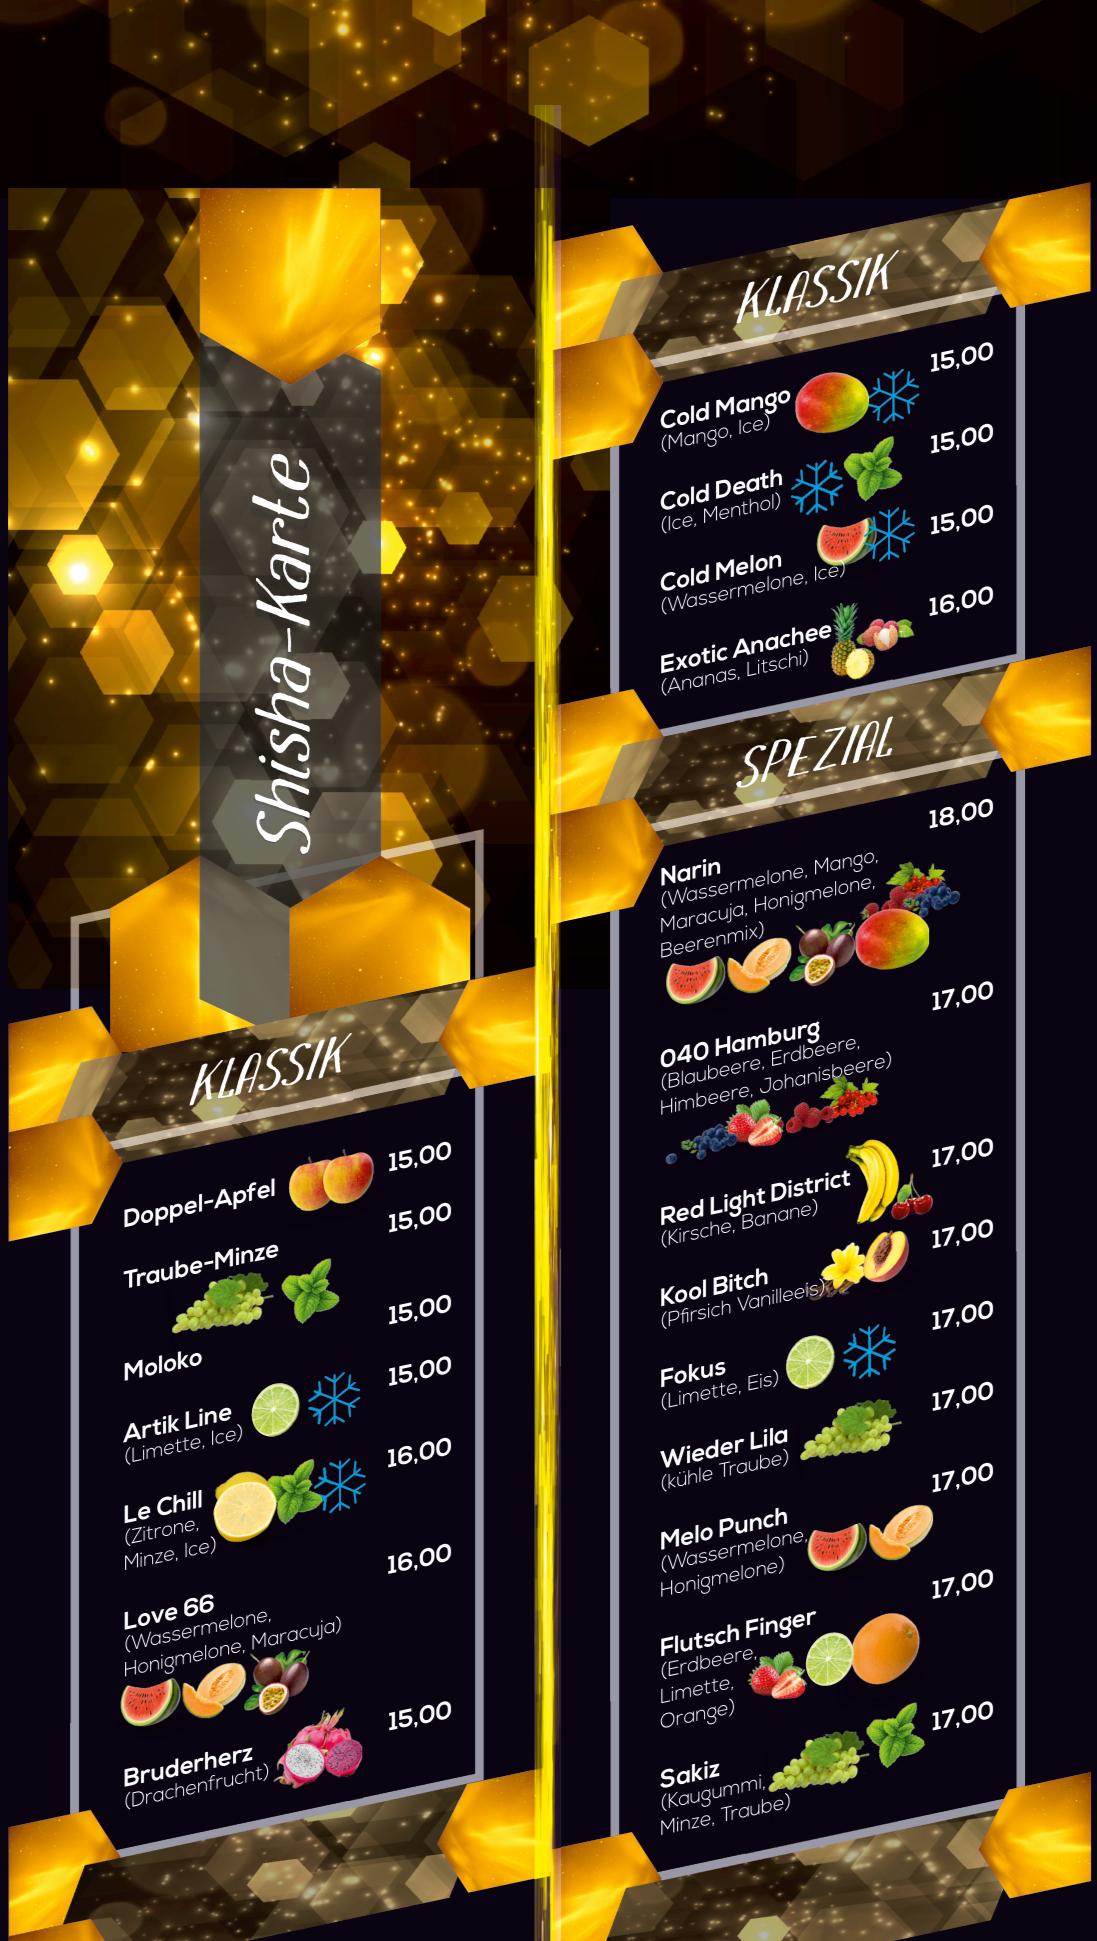 Shisha-Karte
KLASSIK
Doppel-Apfel 15,00
Traube-Minze 15,00
Moloko 15,00
Artik Line 15,00
(Limette, Ice)
Le Chill 16,00
(Zitrone,
Minze, Ice)
Love 66 16,00
(Wassermelone,
Honigmelone, Maracuja)
Bruderherz 15,00
(Drachenfrucht)
KLASSIK
Cold Mango 15,00
(Mango, Ice)
Cold Death 15,00
(Ice, Menthol)
Cold Melon 15,00
(Wassermelone, Ice)
Exotic Anachee 16,00
(Ananas, Litschi)
SPEZIAL
Narin 18,00
(Wassermelone, Mango,
Maracuja, Honigmelone,
Beerenmix)
040 Hamburg 17,00
(Blaubeere, Erdbeere,
Himbeere, Johanisbeere)
Red Light District 17,00
(Kirsche, Banane)
Kool Bitch 17,00
(Pfirsich Vanilleeis)
Fokus 17,00
(Limette, Eis)
Wieder Lila 17,00
(kühle Traube)
Melo Punch 17,00
(Wassermelone,
Honigmelone)
Flutsch Finger 17,00
(Erdbeere,
Limette,
Orange)
Sakiz 17,00
(Kaugummi,
Minze, Traube)